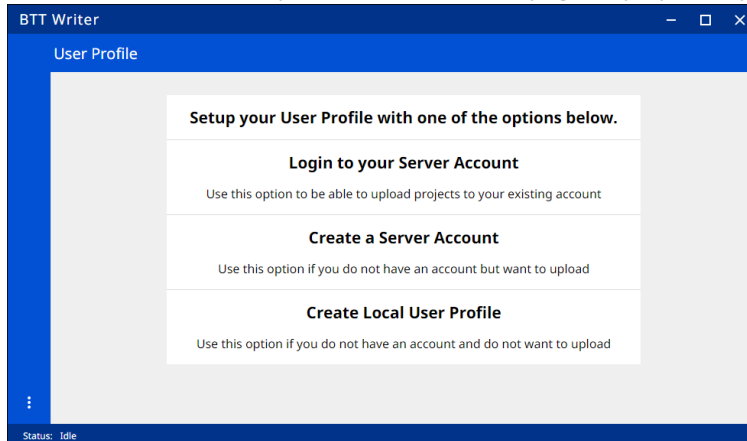 BTT Writer
User Profile
Setup your User Profile with one of the options below.
Login to your Server Account
Use this option to be able to upload projects to your existing account
Create a Server Account
Use this option if you do not have an account but want to upload
Create Local User Profile
Use this option if you do not have an account and do not want to upload
Status: Idle